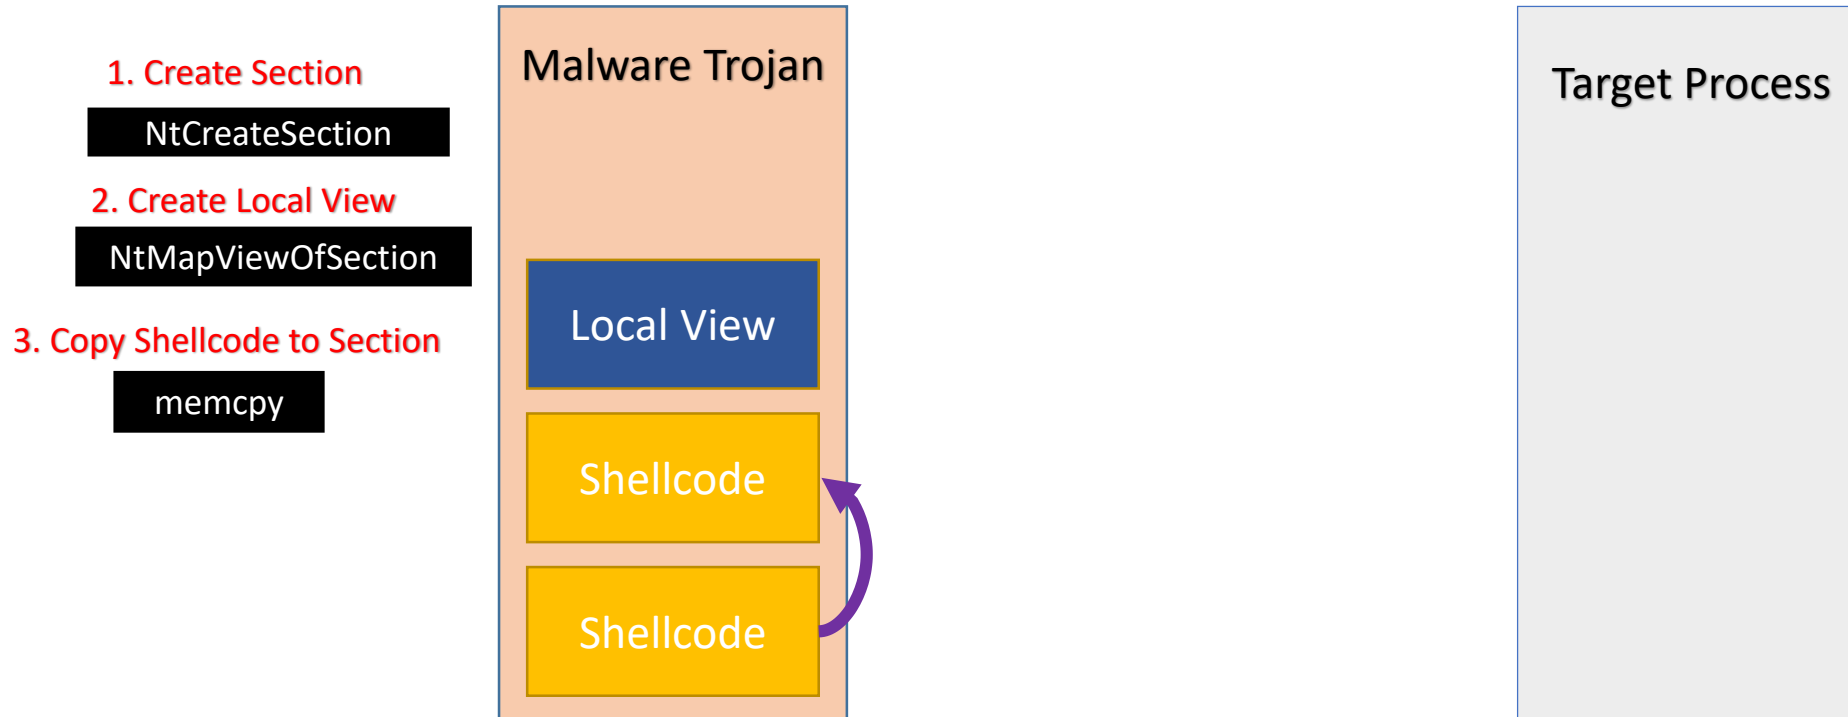 1. Create Section
NtCreateSection
2. Create Local View
NtMapViewOfSection
3. Copy Shellcode to Section
memcpy
Malware Trojan
Local View
Shellcode
Shellcode
Target Process